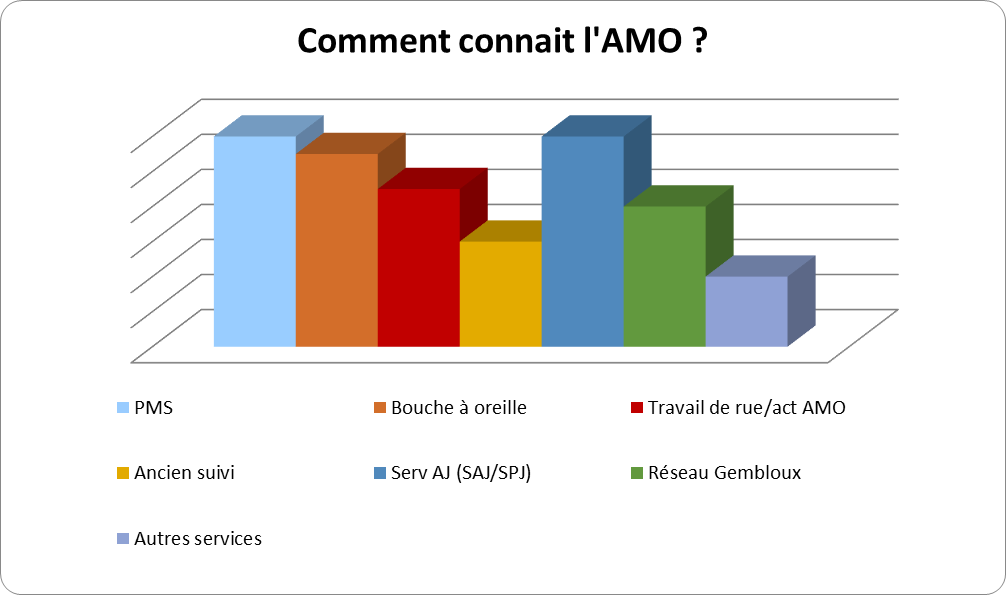 Comment connait l'AMO ?
PMS
Bouche à oreille
Travail de rue/act AMO
Ancien suivi
Serv AJ (SAJ/SPJ)
Réseau Gembloux
Autres services